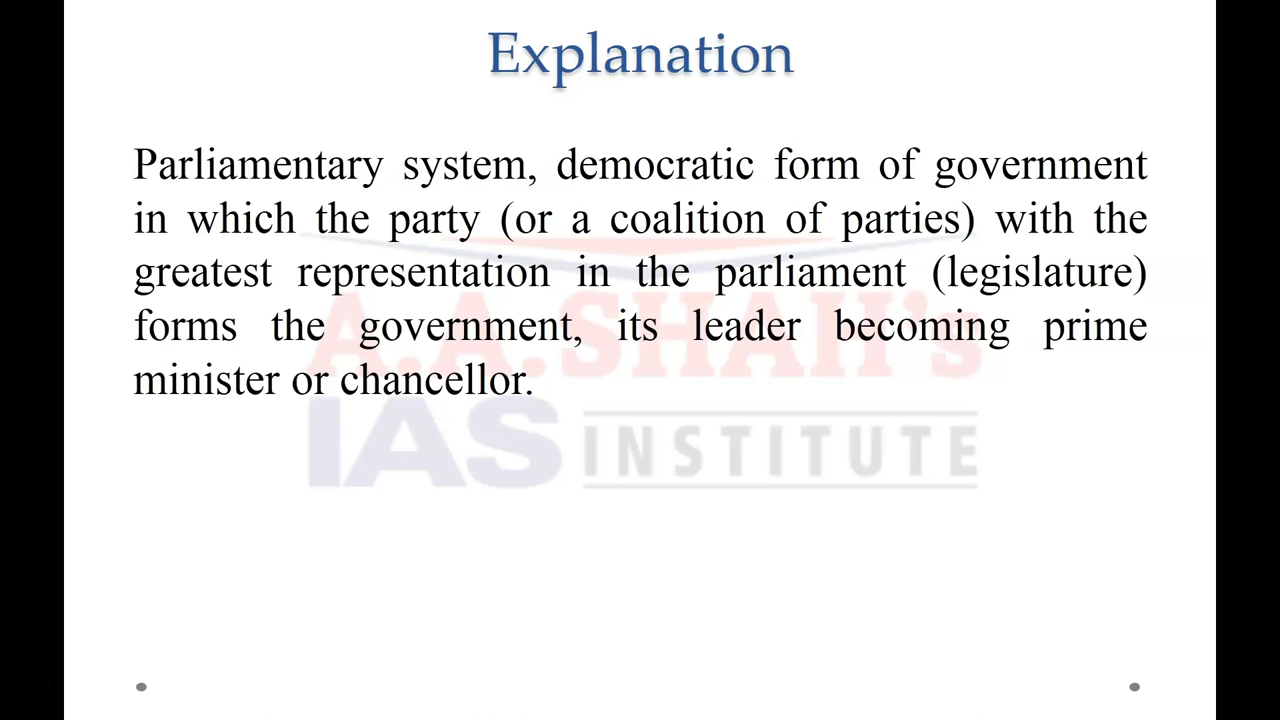 Explanation
Parliamentary system, democratic form of government
in which the party (or a coalition of parties) with the
greatest representation in the parliament (legislature)
forms the government, its leader becoming prime
minister or chancellor.
A.A.SHAH's
IAS INSTITUTE